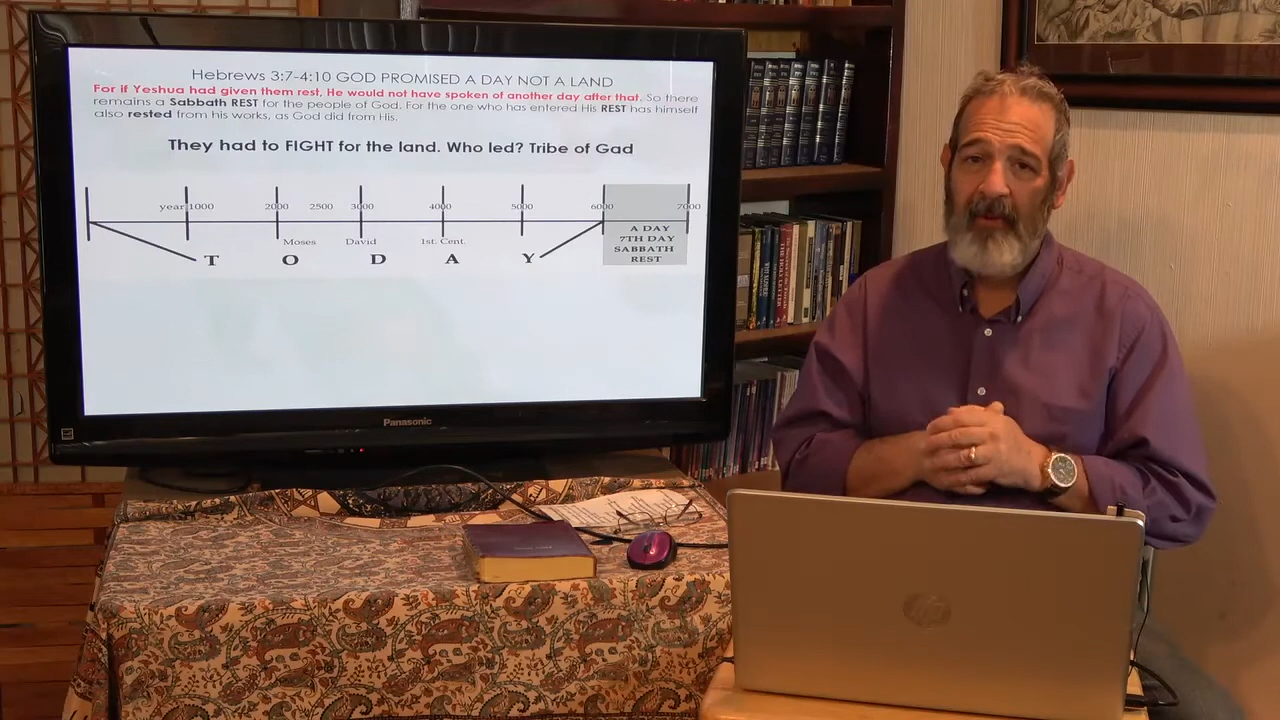 Hebrews 3:7-4:10 GOD PROMISED A DAY NOT A LAND
For if Yeshua had given them rest, He would not have spoken of another day after that. So there
remains a Sabbath REST for the people of God. For the one who has entered His REST has himself
also rested from his works, as God did from His.
They had to FIGHT for the land. Who led? Tribe of Gad
year 1000 2000 2500 3000 4000 5000 6000 7000
Moses David 1st. Cent.
T O D A Y
A DAY
7TH DAY
SABBATH
REST
Panasonic
hp